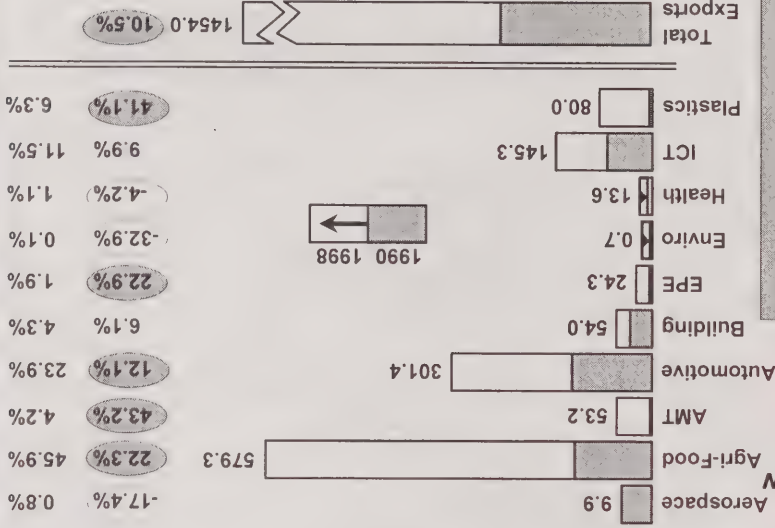 Aerospace 9.9 -17.4% 0.8%
Agri-Food 579.3 22.3% 45.9%
AMT 53.2 43.2% 4.2%
Automotive 301.4 12.1% 23.9%
Building 54.0 6.1% 4.3%
EPE 24.3 22.9% 1.9%
1990 1998
Enviro 0.7 -32.9% 0.1%
Health 13.6 -4.2% 1.1%
ICT 145.3 9.9% 11.5%
Plastics 80.0 41.1% 6.3%
Total
Exports 1454.0 10.5%